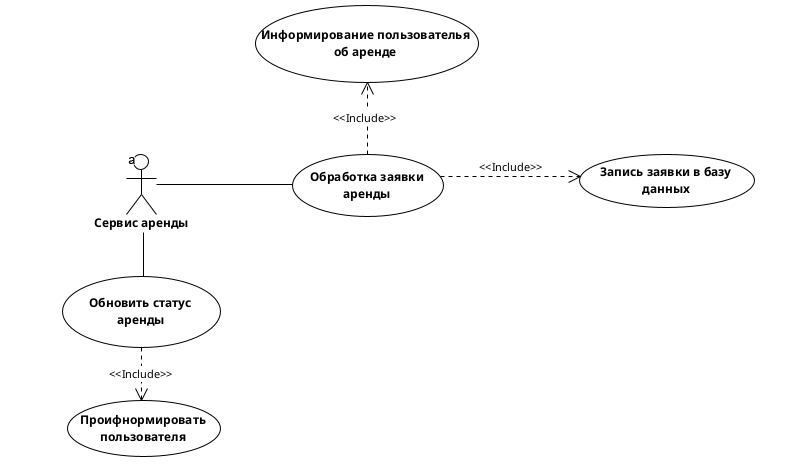 Информирование пользователья
об аренде
<<Include>>
a
Сервис аренды
Обработка заявки
аренды
<<Include>>
Запись заявки в базу
данных
Обновить статус
аренды
<<Include>>
Проифнормировать
пользователя